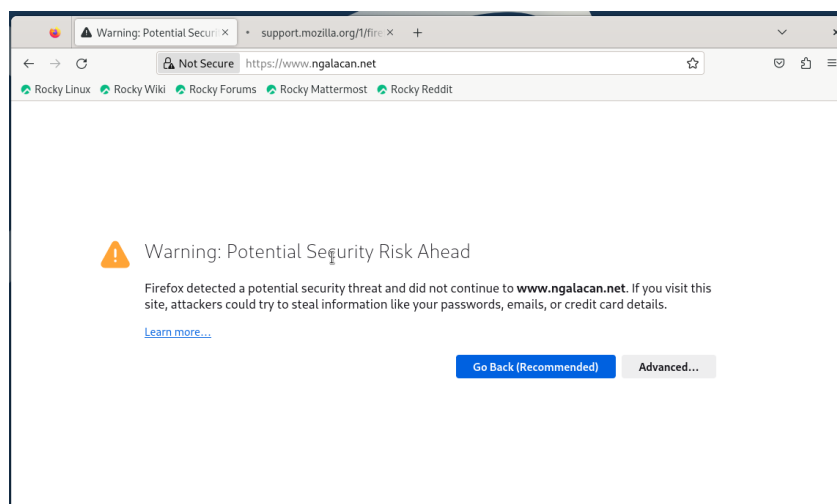 Warning: Potential Securi
support.mozilla.org/1/fire
Not Secure https://www.ngalacan.net
Rocky Linux Rocky Wiki Rocky Forums Rocky Mattermost Rocky Reddit
Warning: Potential Security Risk Ahead
Firefox detected a potential security threat and did not continue to www.ngalacan.net. If you visit this
site, attackers could try to steal information like your passwords, emails, or credit card details.
Learn more...
Go Back (Recommended)
Advanced...